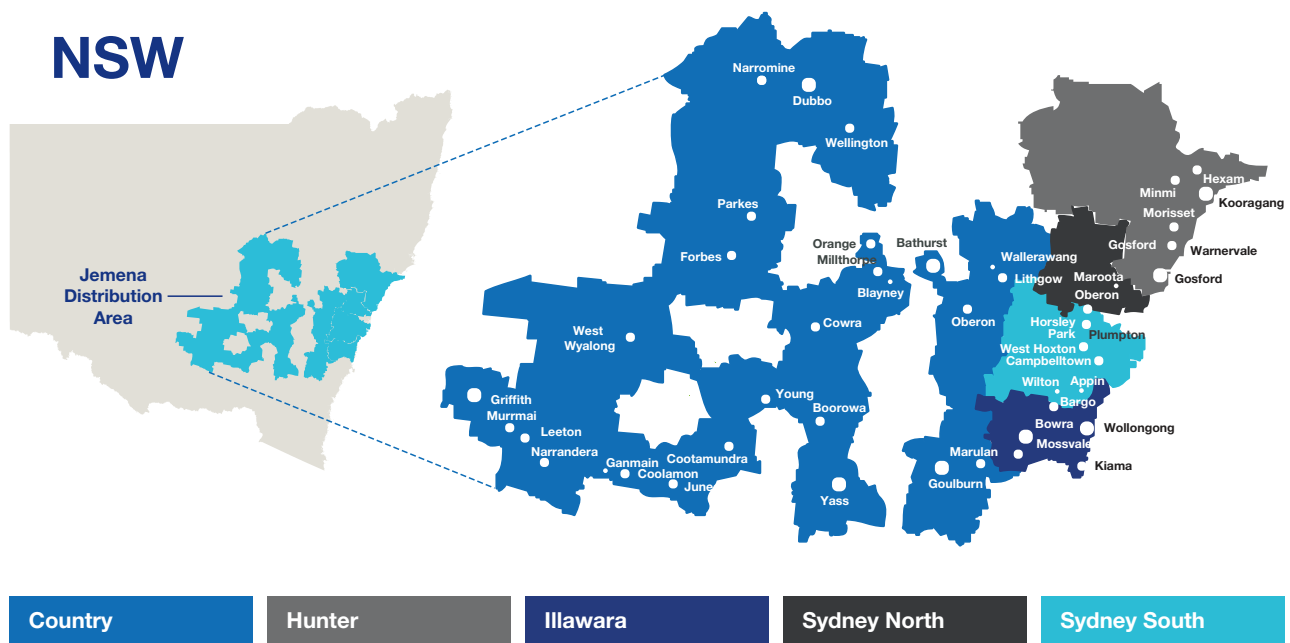 NSW
Jemena
Distribution
Area
Narromine
Dubbo
Wellington
Parkes
Forbes
Orange
Millthorpe
Blayney
Bathurst
Cowra
West
Wyalong
Griffith
Murrmai
Leeton
Narrandera
Ganmain
Coolamon
June
Cootamundra
Young
Boorowa
Yass
Wallerawang
Lithgow
Oberon
Marulan
Goulburn
Hexam
Minmi
Kooragang
Morisset
Gosford
Warnervale
Gosford
Maroota
Oberon
Horsley
Park
Plumpton
West Hoxton
Campbelltown
Wilton
Appin
Bargo
Bowra
Wollongong
Mossvale
Kiama
Country
Hunter
Illawara
Sydney North
Sydney South